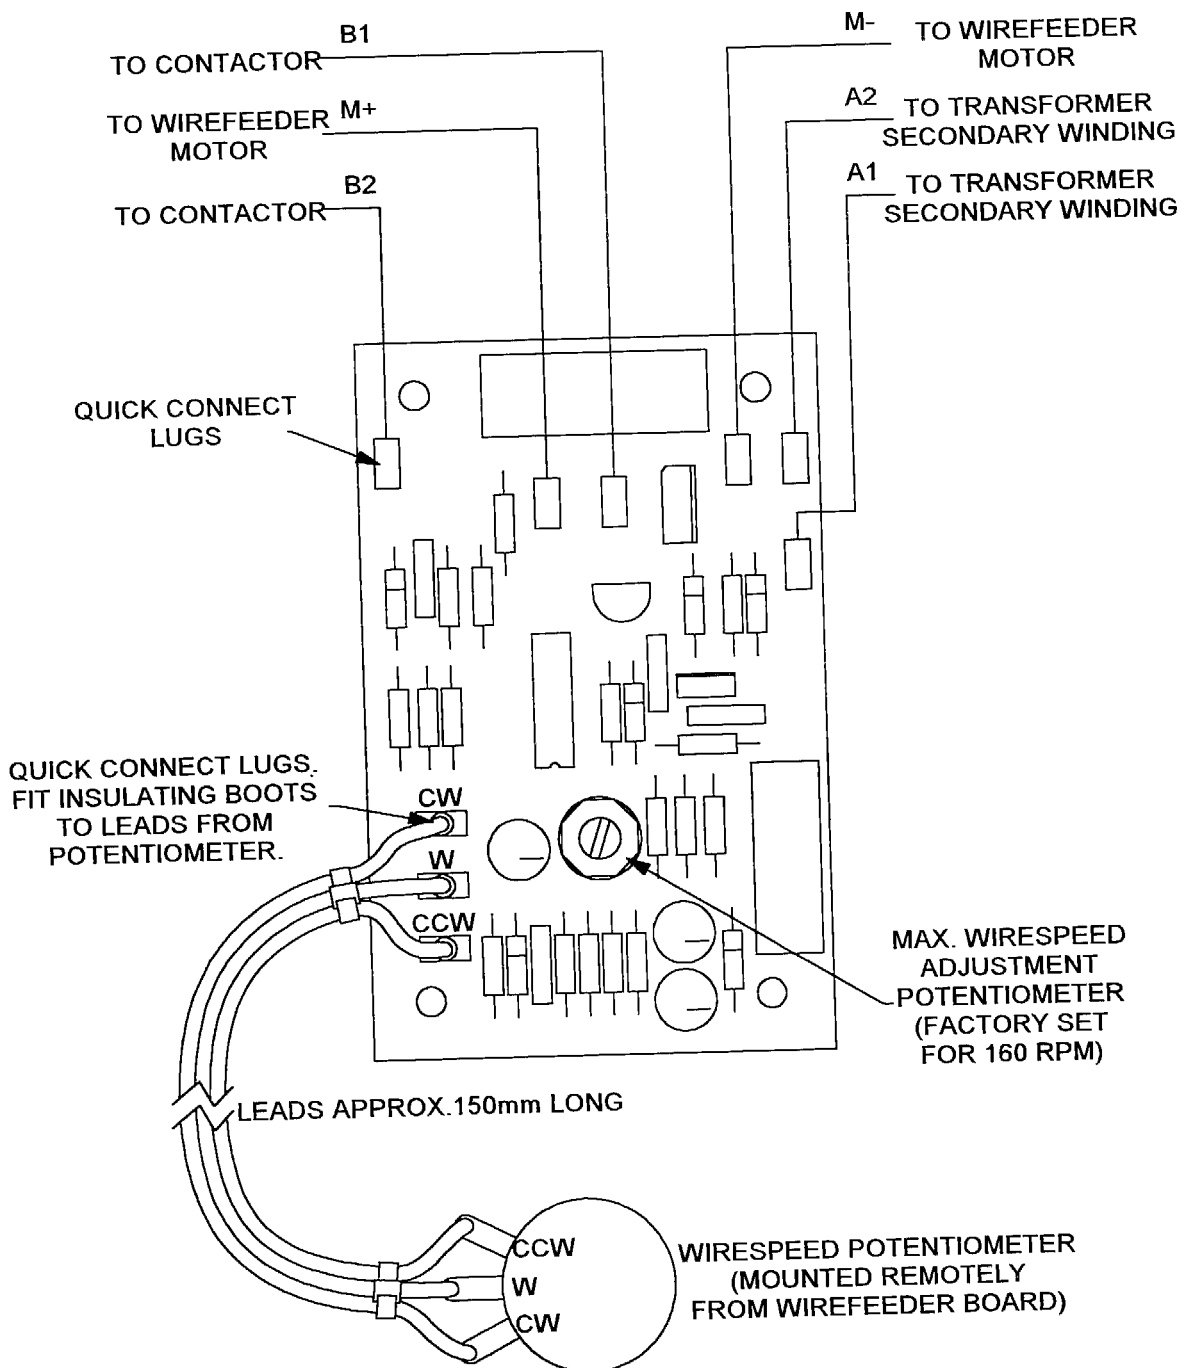 B1
TO CONTACTOR
M+
TO WIREFEEDER
MOTOR
B2
TO CONTACTOR
M-
TO WIREFEEDER
MOTOR
A2
TO TRANSFORMER
SECONDARY WINDING
A1
TO TRANSFORMER
SECONDARY WINDING
QUICK CONNECT
LUGS
QUICK CONNECT LUGS.
FIT INSULATING BOOTS
TO LEADS FROM
POTENTIOMETER.
CW
W
CCW
MAX. WIRESPEED
ADJUSTMENT
POTENTIOMETER
(FACTORY SET
FOR 160 RPM)
LEADS APPROX.150mm LONG
CCW
W
CW
WIRESPEED POTENTIOMETER
(MOUNTED REMOTELY
FROM WIREFEEDER BOARD)